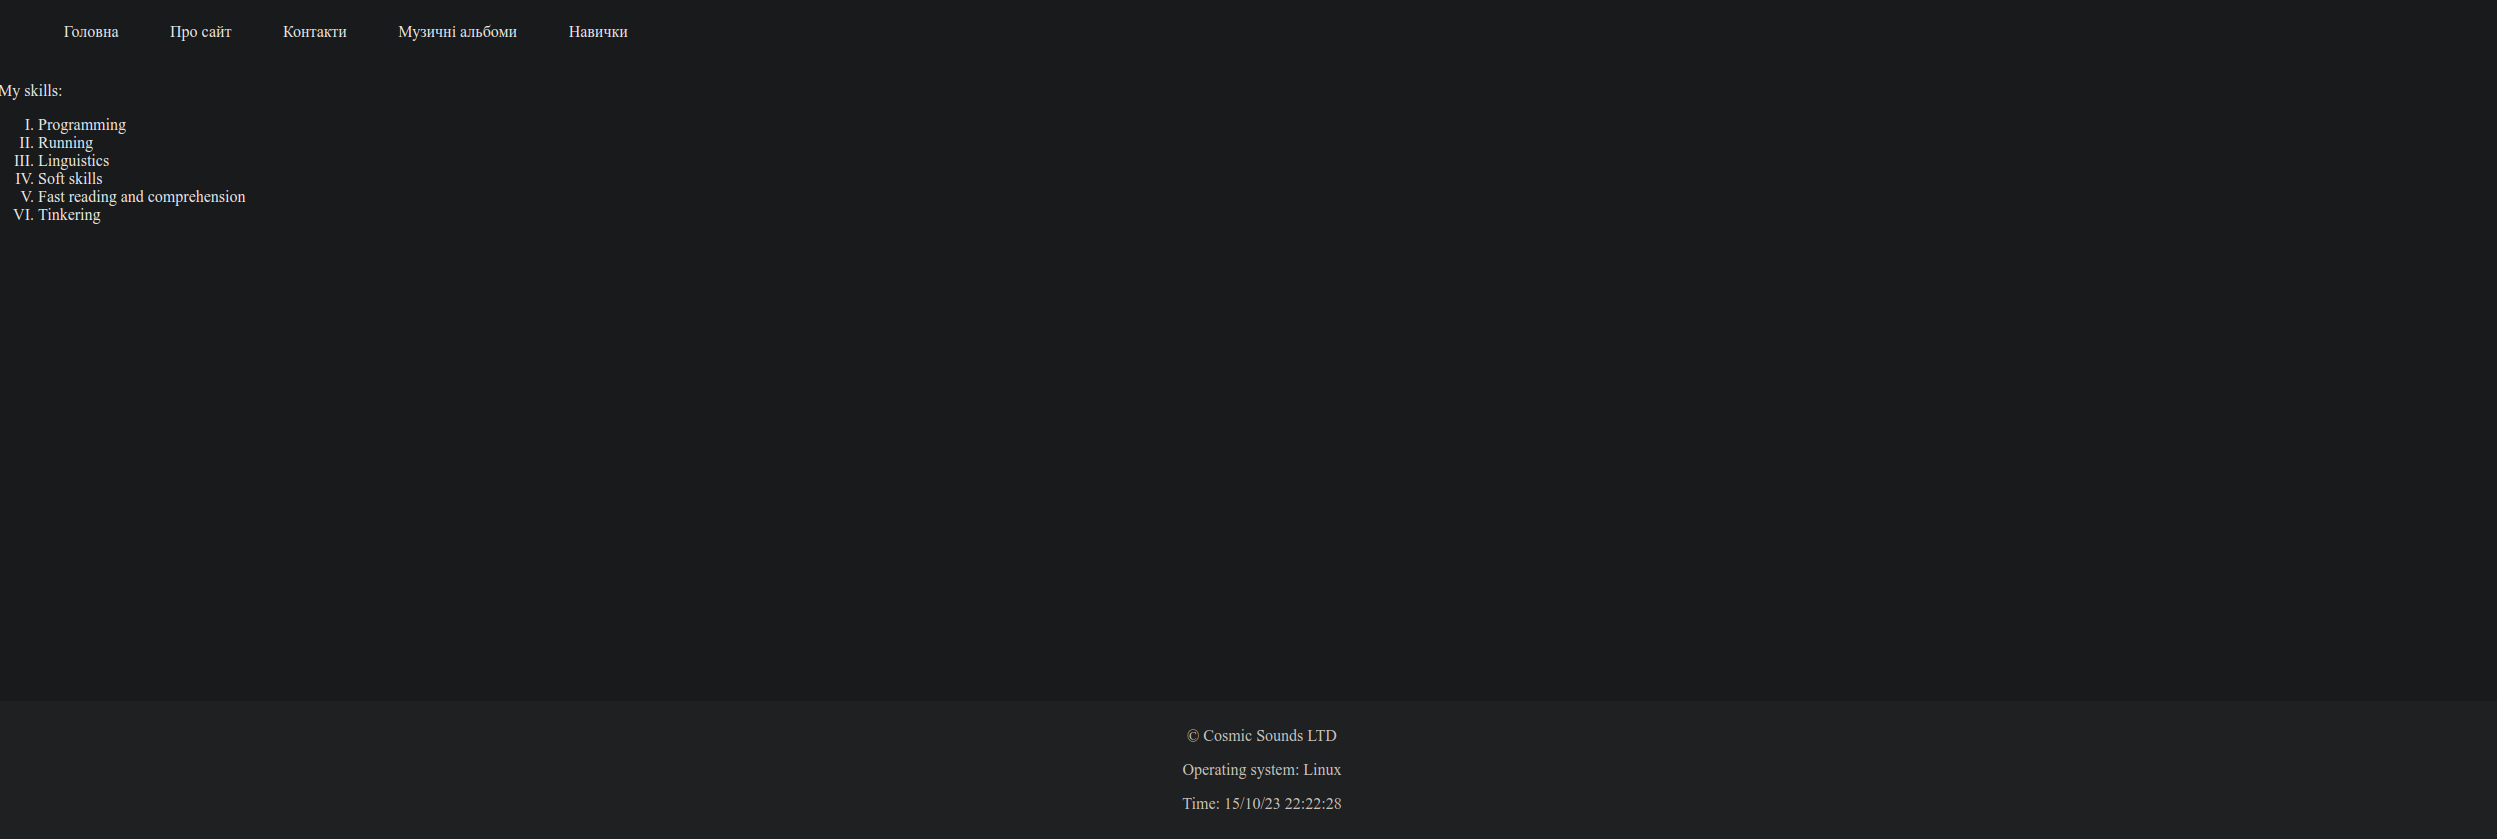 Головна Про сайт Контакти Музичні альбоми Навички
My skills:
I. Programming
II. Running
III. Linguistics
IV. Soft skills
V. Fast reading and comprehension
VI. Tinkering
© Cosmic Sounds LTD
Operating system: Linux
Time: 15/10/23 22:22:28